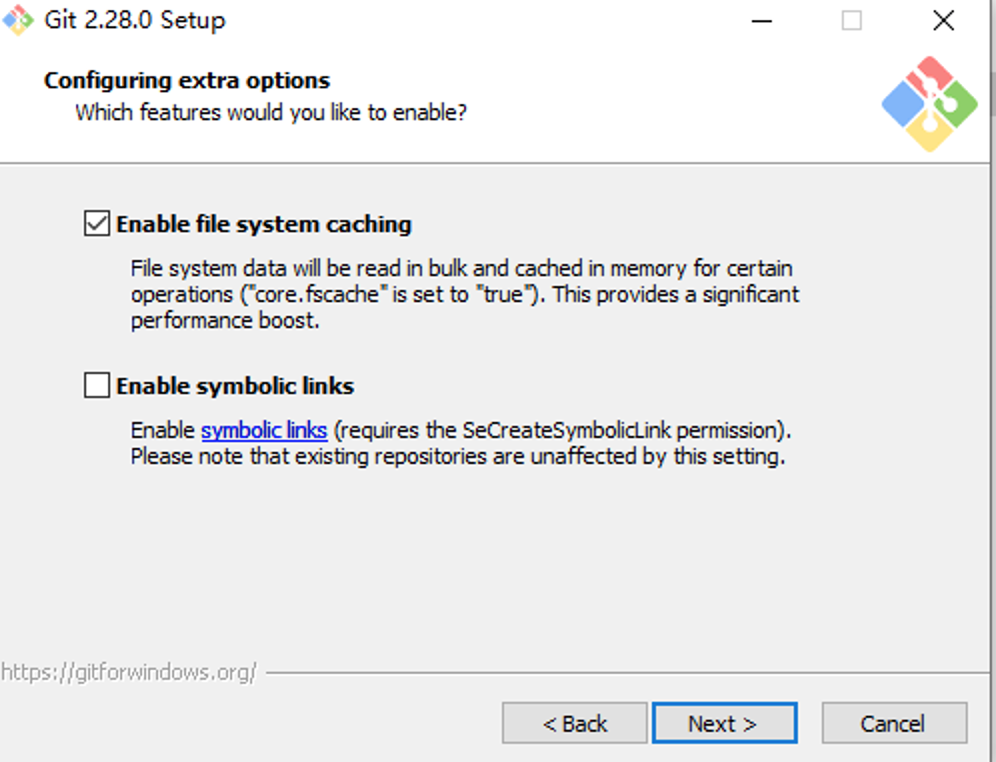 Git 2.28.0 Setup
Configuring extra options
Which features would you like to enable?
Enable file system caching
File system data will be read in bulk and cached in memory for certain
operations ("core.fscache" is set to "true"). This provides a significant
performance boost.
Enable symbolic links
Enable symbolic links (requires the SeCreateSymbolicLink permission).
Please note that existing repositories are unaffected by this setting.
https://gitforwindows.org/
< Back
Next >
Cancel